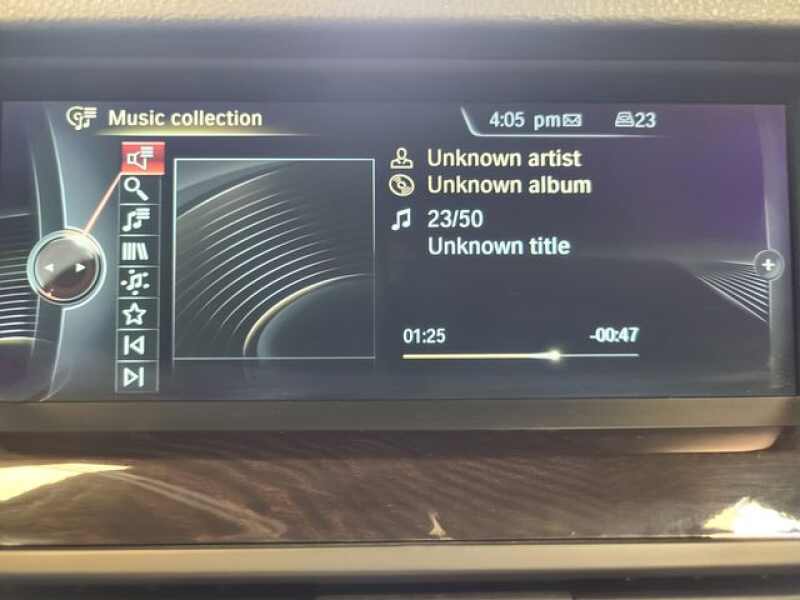 Music collection
4:05 pm
23
Unknown artist
Unknown album
23/50
Unknown title
01:25
-00:47